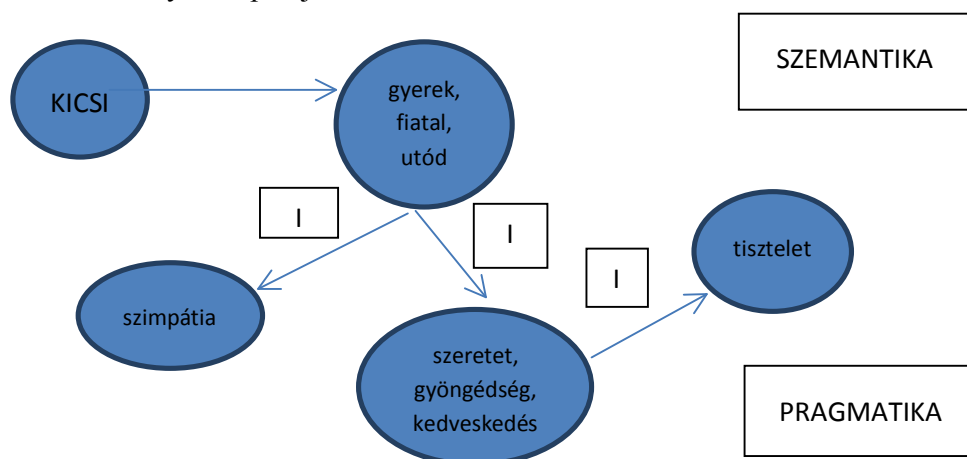 SZEMANTIKA
KICSI
gyerek,
fiatal,
utód
I
I
I
tisztelet
szimpátia
szeretet,
gyöngédség,
kedveskedés
PRAGMATIKA